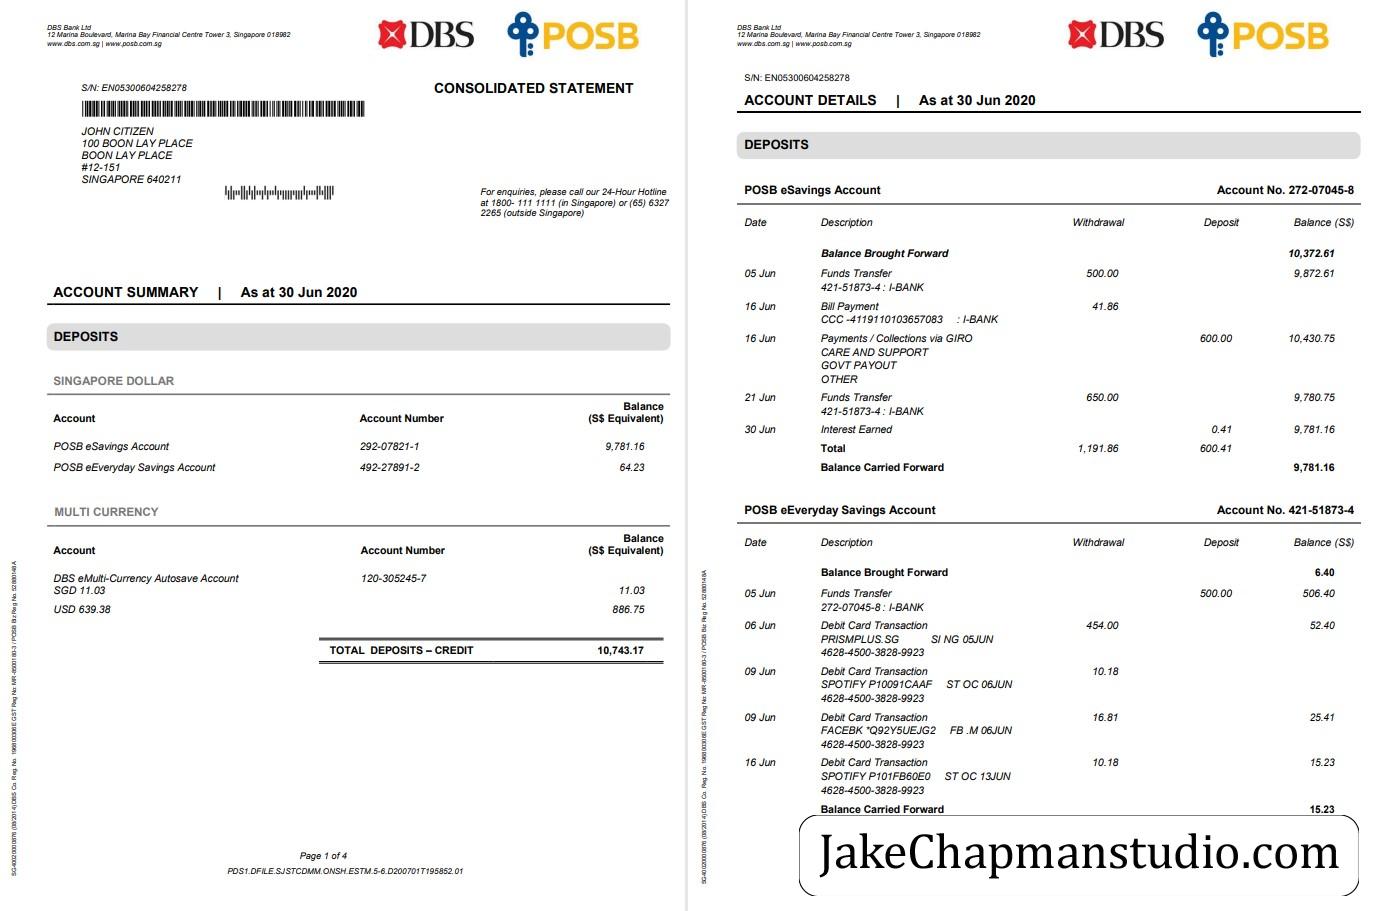 DBS Bank Ltd
12 Marina Boulevard, Marina Bay Financial Centre Tower 3, Singapore 018982
www.dbs.com.sg | www.posb.com.sg
DBS POSB
S/N: EN05300604258278
CONSOLIDATED STATEMENT
JOHN CITIZEN
100 BOON LAY PLACE
BOON LAY PLACE
#12-151
SINGAPORE 640211
For enquiries, please call our 24-Hour Hotline
at 1800- 111 1111 (in Singapore) or (65) 6327
2265 (outside Singapore)
ACCOUNT SUMMARY | As at 30 Jun 2020
DEPOSITS
SINGAPORE DOLLAR
Account Account Number Balance (S$ Equivalent)
POSB eSavings Account 292-07821-1 9,781.16
POSB eEveryday Savings Account 492-27891-2 64.23
MULTI CURRENCY
Account Account Number Balance (S$ Equivalent)
DBS eMulti-Currency Autosave Account 120-305245-7
SGD 11.03 11.03
USD 639.38 886.75
TOTAL DEPOSITS – CREDIT 10,743.17
Page 1 of 4
PDS1.DFILE.SJSTCDMM.ONSH.ESTM.5-6.D200701T195852.01
DBS Bank Ltd
12 Marina Boulevard, Marina Bay Financial Centre Tower 3, Singapore 018982
www.dbs.com.sg | www.posb.com.sg
DBS POSB
S/N: EN05300604258278
ACCOUNT DETAILS | As at 30 Jun 2020
DEPOSITS
POSB eSavings Account Account No. 272-07045-8
Date Description Withdrawal Deposit Balance (S$)
Balance Brought Forward 10,372.61
05 Jun Funds Transfer 500.00 9,872.61
421-51873-4 : I-BANK
16 Jun Bill Payment 41.86
CCC -4119110103657083 : I-BANK
16 Jun Payments / Collections via GIRO 600.00 10,430.75
CARE AND SUPPORT
GOVT PAYOUT
OTHER
21 Jun Funds Transfer 650.00 9,780.75
421-51873-4 : I-BANK
30 Jun Interest Earned 0.41 9,781.16
Total 1,191.86 600.41
Balance Carried Forward 9,781.16
POSB eEveryday Savings Account Account No. 421-51873-4
Date Description Withdrawal Deposit Balance (S$)
Balance Brought Forward 6.40
05 Jun Funds Transfer 500.00 506.40
272-07045-8 : I-BANK
06 Jun Debit Card Transaction 454.00 52.40
PRISMPLUS.SG SI NG 05JUN
4628-4500-3828-9923
09 Jun Debit Card Transaction 10.18
SPOTIFY P10091CAAF ST OC 06JUN
4628-4500-3828-9923
09 Jun Debit Card Transaction 16.81 25.41
FACEBK *Q92Y5UEJG2 FB .M 06JUN
4628-4500-3828-9923
16 Jun Debit Card Transaction 10.18 15.23
SPOTIFY P101FB60E0 ST OC 13JUN
4628-4500-3828-9923
Balance Carried Forward 15.23
JakeChapmanstudio.com